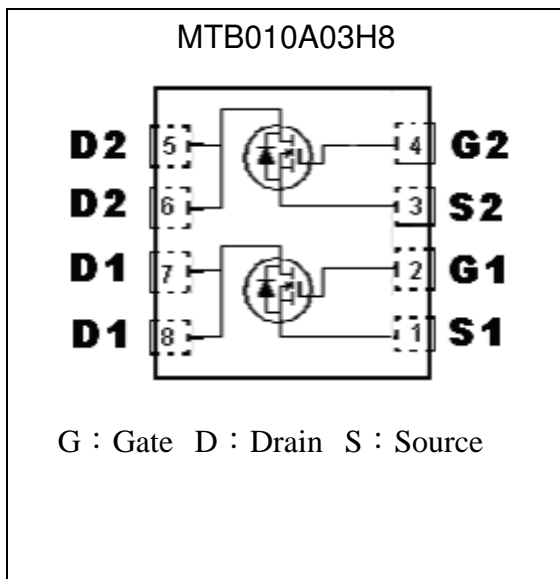 MTB010A03H8
D2 5 4 G2
D2 6 3 S2
D1 7 2 G1
D1 8 1 S1
G：Gate D：Drain S：Source